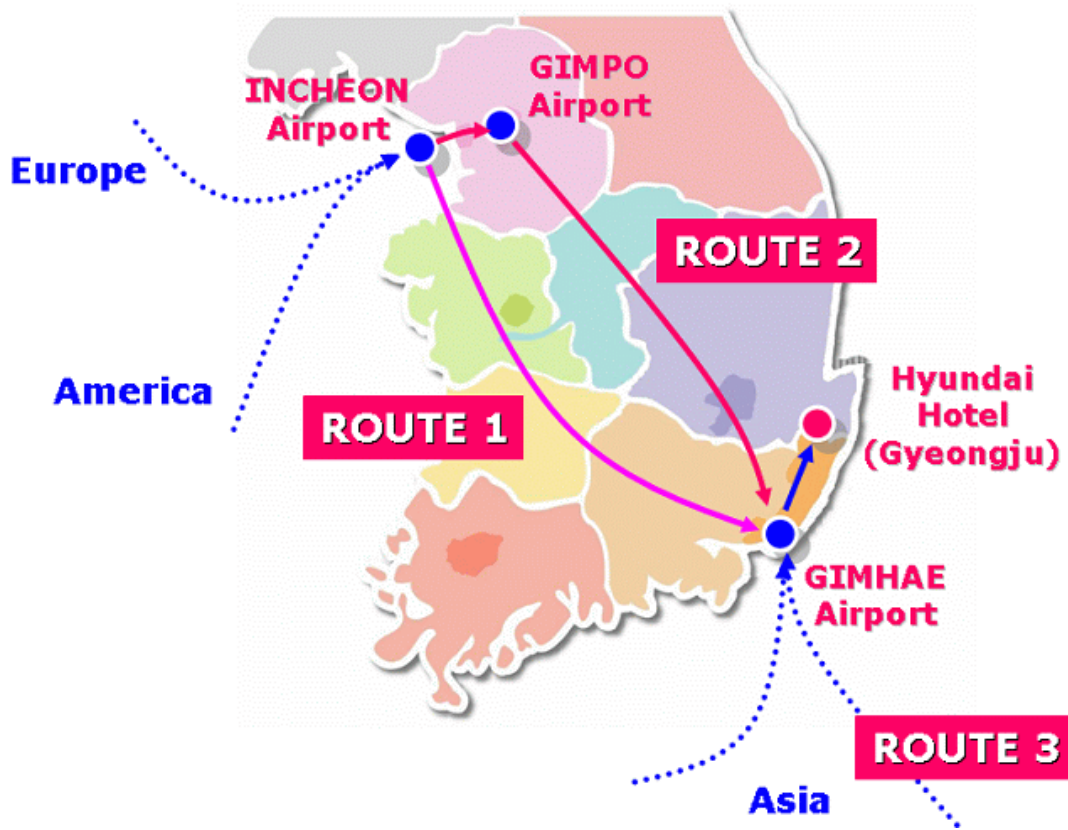 GIMPO
Airport
INCHEON
Airport
Europe
ROUTE 2
America
Hyundai
Hotel
(Gyeongju)
ROUTE 1
GIMHAE
Airport
ROUTE 3
Asia